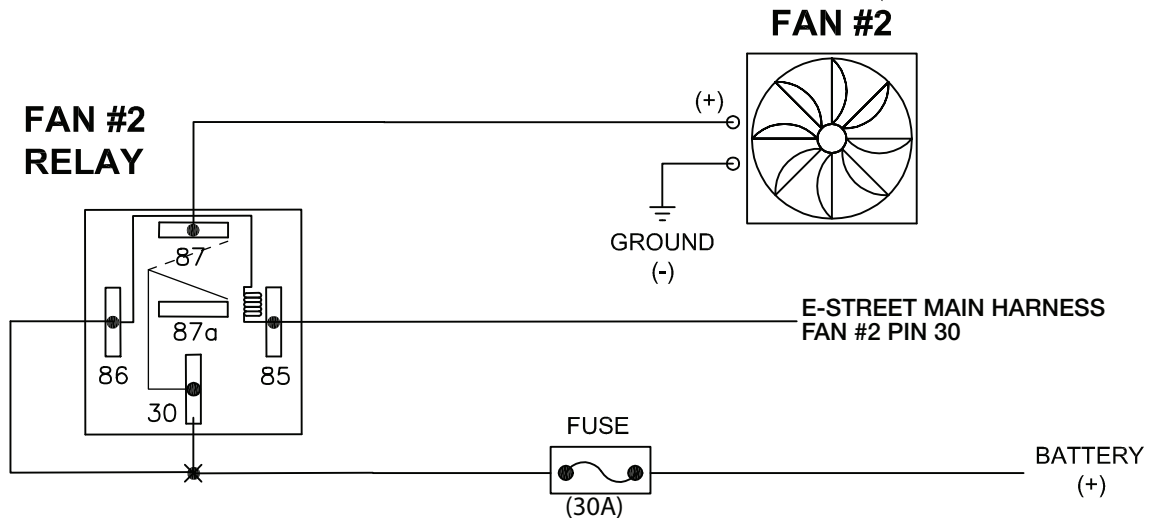 FAN #2
FAN #2
RELAY
(+)
87
GROUND
(-)
87a
86
85
30
E-STREET MAIN HARNESS
FAN #2 PIN 30
FUSE
(30A)
BATTERY
(+)